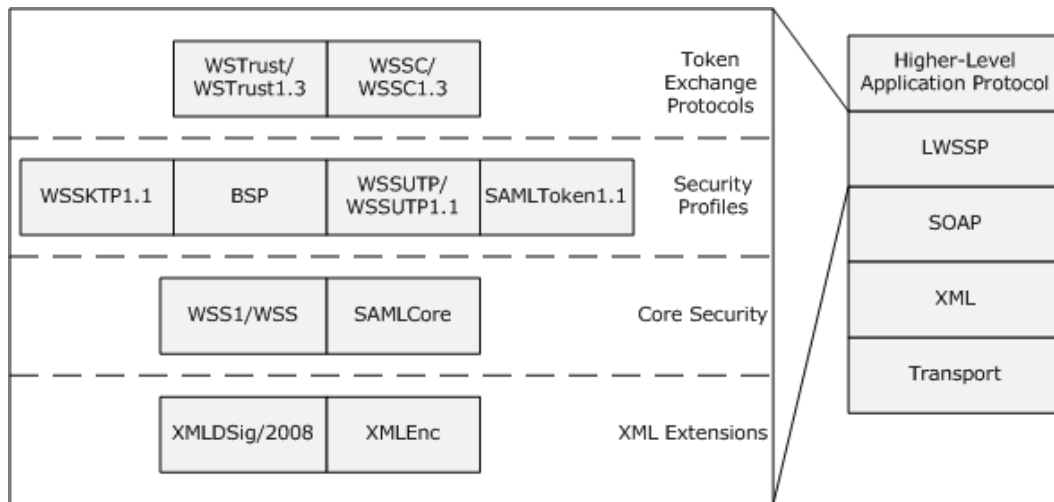 WSTrust/
WSTrust1.3
WSSC/
WSSC1.3
Token
Exchange
Protocols
WSSKTP1.1
BSP
WSSUTP/
WSSUTP1.1
SAMLToken1.1
Security
Profiles
WSS1/WSS
SAMLCore
Core Security
XMLDSig/2008
XMLEnc
XML Extensions
Higher-Level
Application Protocol
LWSSP
SOAP
XML
Transport